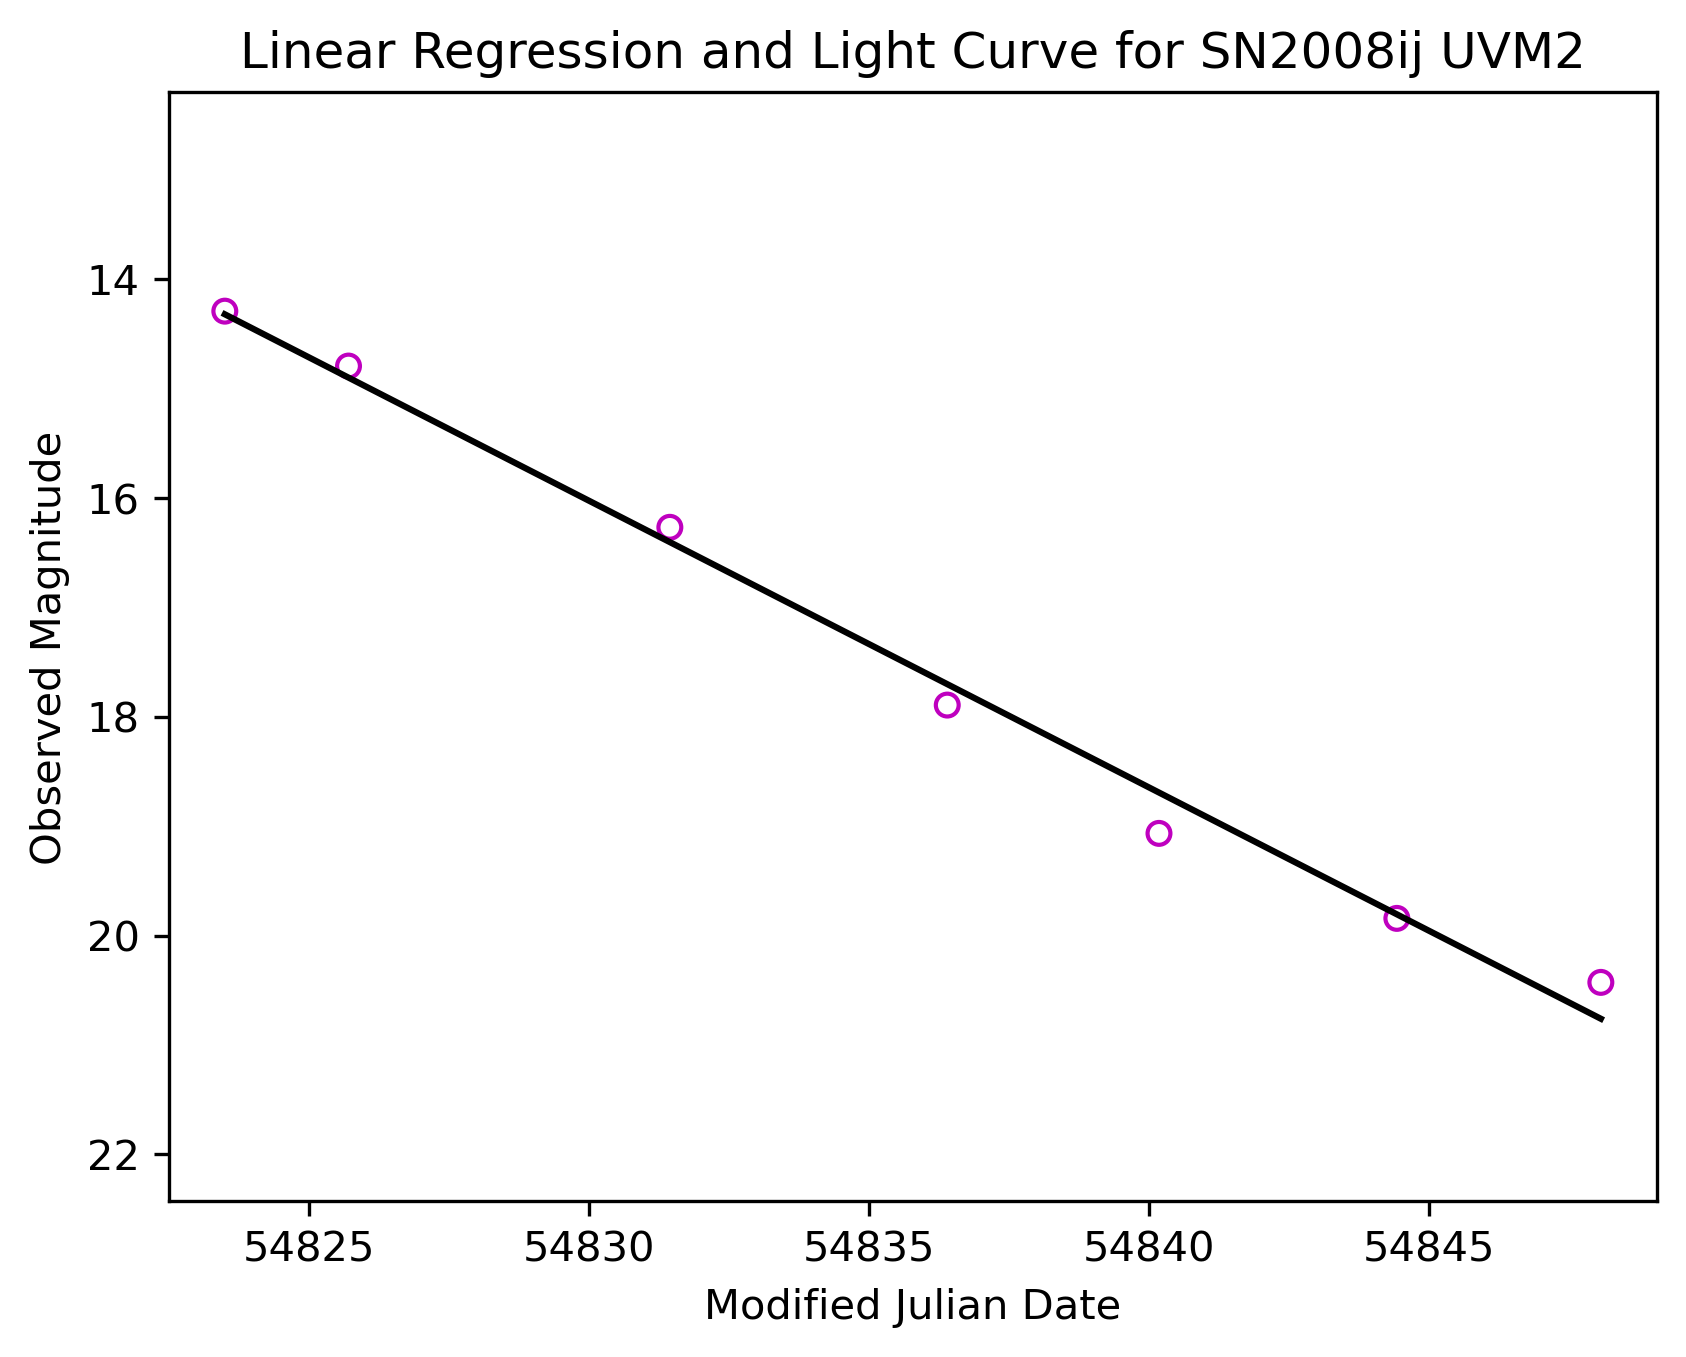 Linear Regression and Light Curve for SN2008ij UVM2
Observed Magnitude
14
16
18
20
22
54825 54830 54835 54840 54845
Modified Julian Date